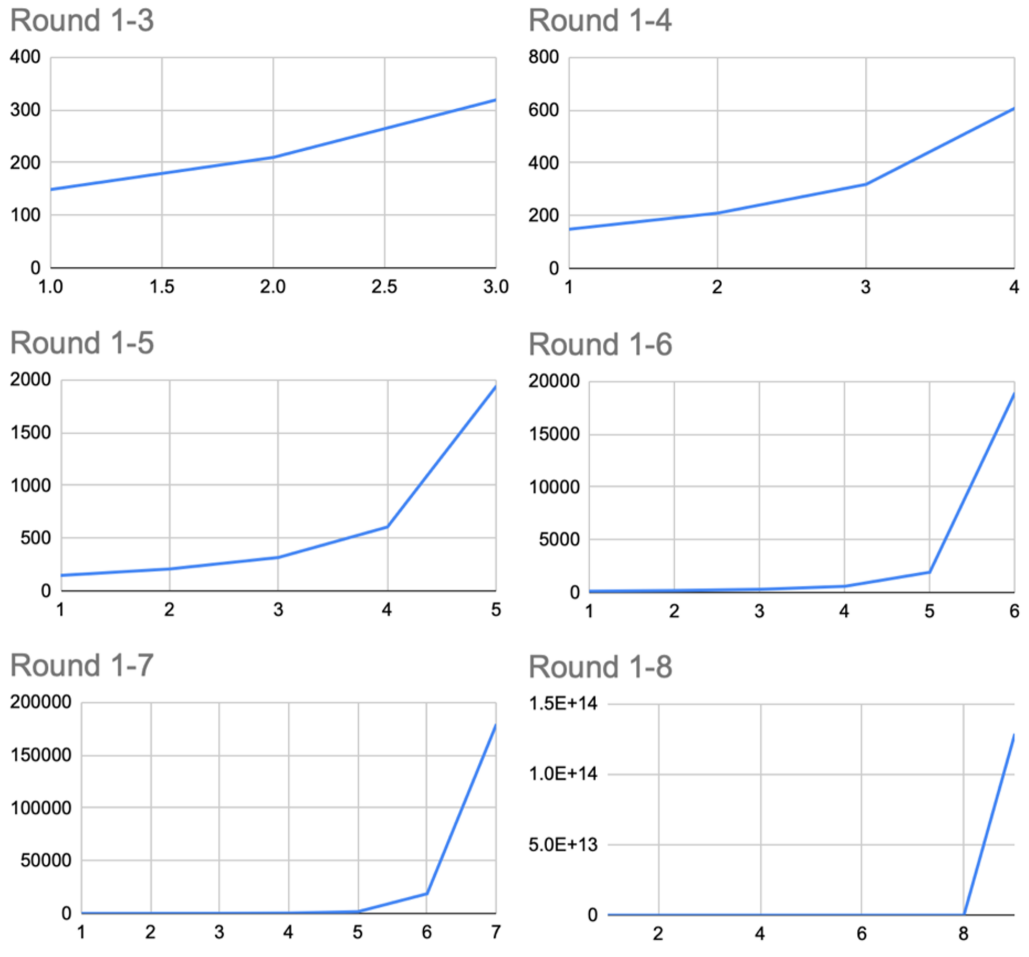 Round 1-3
400
300
200
100
0
1.0 1.5 2.0 2.5 3.0
Round 1-4
800
600
400
200
0
1 2 3 4
Round 1-5
2000
1500
1000
500
0
1 2 3 4 5
Round 1-6
20000
15000
10000
5000
0
1 2 3 4 5 6
Round 1-7
200000
150000
100000
50000
0
1 2 3 4 5 6 7
Round 1-8
1.5E+14
1.0E+14
5.0E+13
0
2 4 6 8